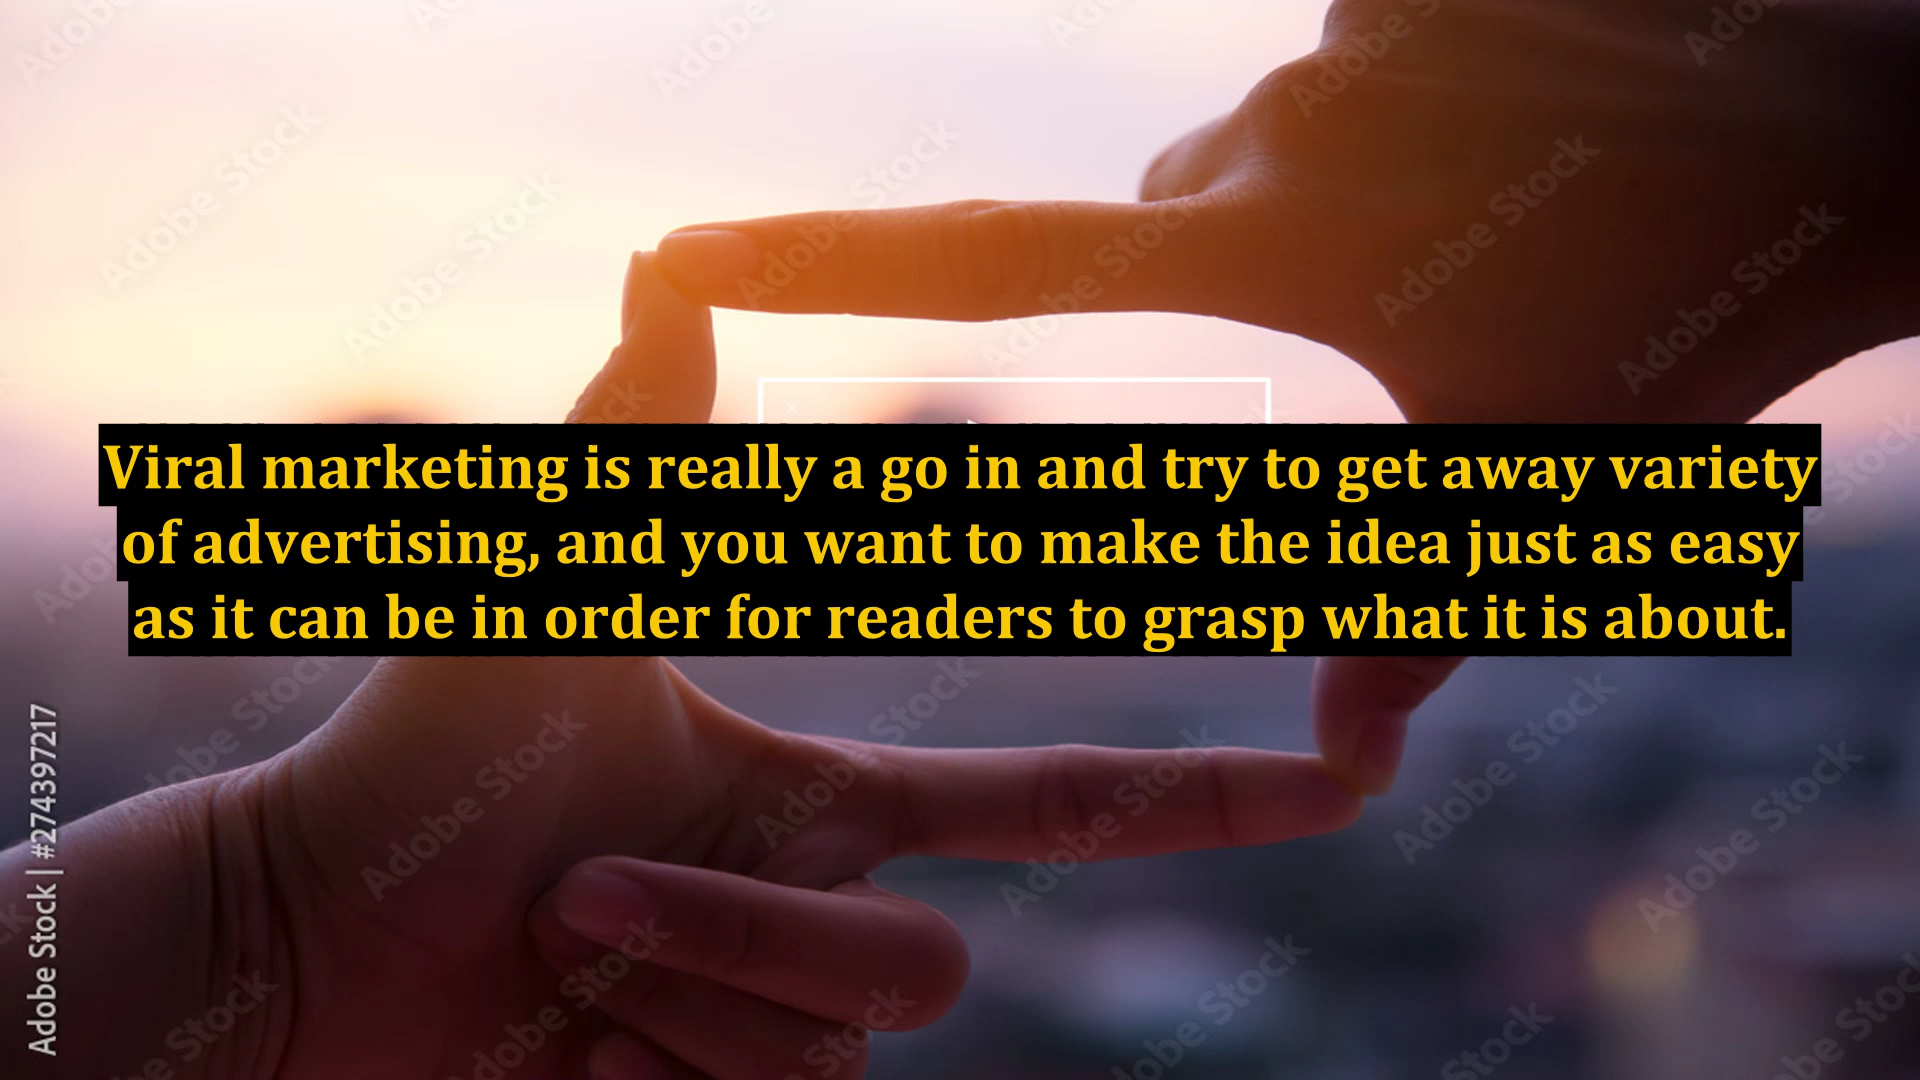 Viral marketing is really a go in and try to get away variety
of advertising, and you want to make the idea just as easy
as it can be in order for readers to grasp what it is about.
Adobe Stock | #274397217
Adobe Stock